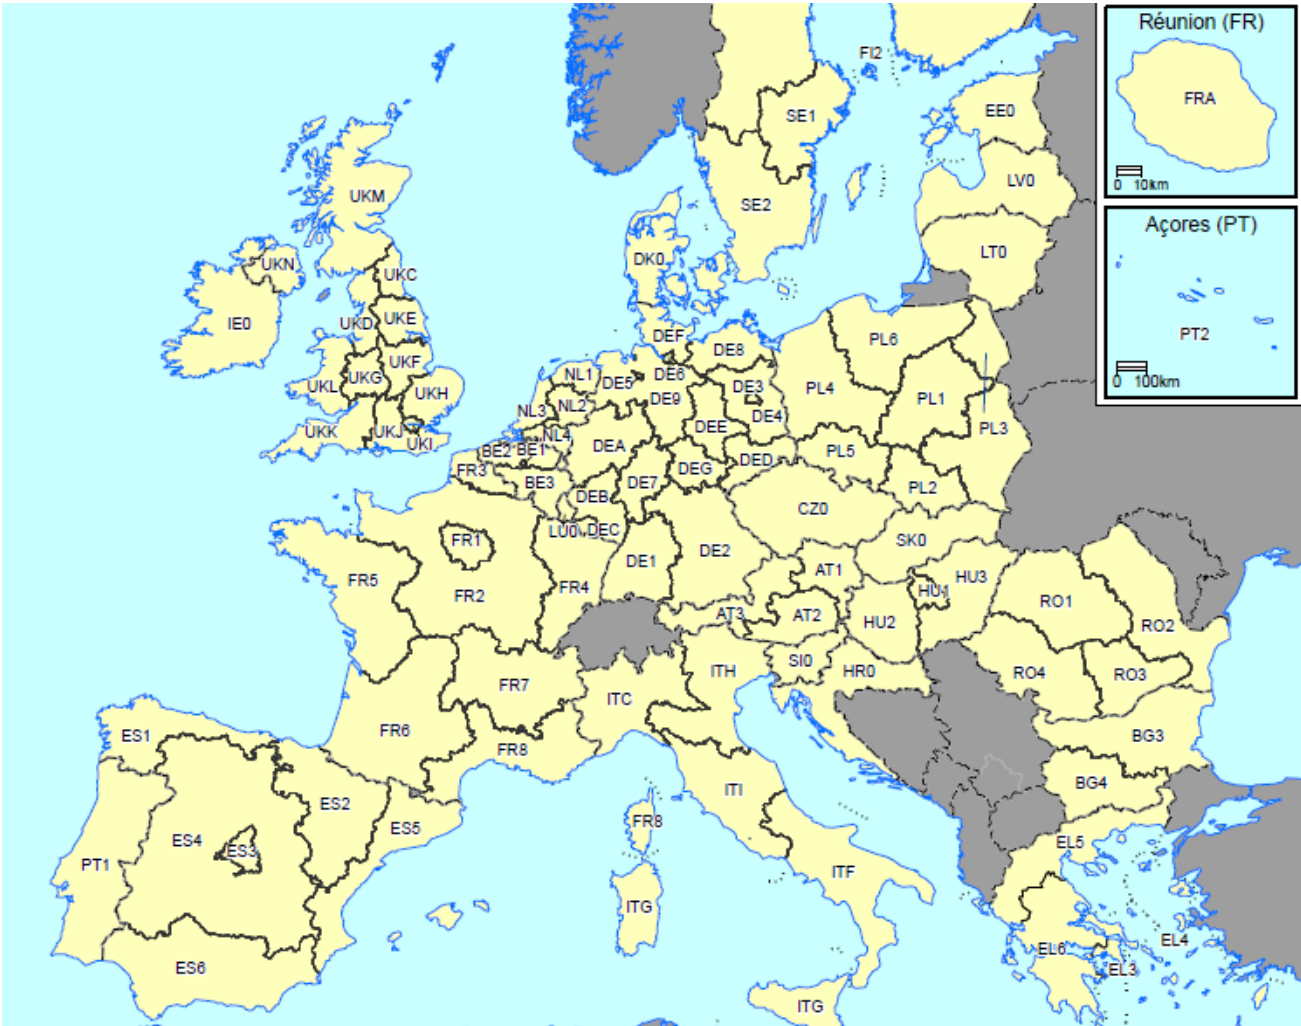 Réunion (FR)
FRA
0 10km
Açores (PT)
PT2
0 100km
FI2
SE1
EE0
LV0
SE2
UKM
LT0
DK0
UKN
UKC
IE0
UKE
UKD
DEF
PL6
DE8
UKF
UKG
UKL
UKH
NL1
DE5
DE6
DE3
PL4
PL1
DE9
NL2
NL3
DE4
UKK
UKJ
UKI
NL4
DEE
PL3
BE2
BE1
DEA
PL5
DED
FR3
DEG
BE3
DE7
PL2
DEB
CZ0
LU0
DEC
FR1
SK0
DE2
DE1
AT1
HU3
FR5
FR4
HU1
FR2
RO1
AT3
AT2
HU2
RO2
SI0
ITH
HR0
RO4
RO3
FR7
ITC
FR6
ES1
BG3
FR8
BG4
ITI
ES2
FR8
ES5
ES4
ES3
EL5
PT1
ITF
ITG
EL4
EL6
ES6
EL3
ITG